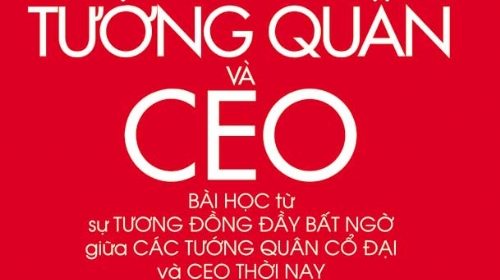 TƯỚNG QUÂN
VÀ
CEO
BÀI HỌC từ
sự TƯƠNG ĐỒNG ĐẦY BẤT NGỜ
giữa CÁC TƯỚNG QUÂN CỔ ĐẠI
và CEO THỜI NAY